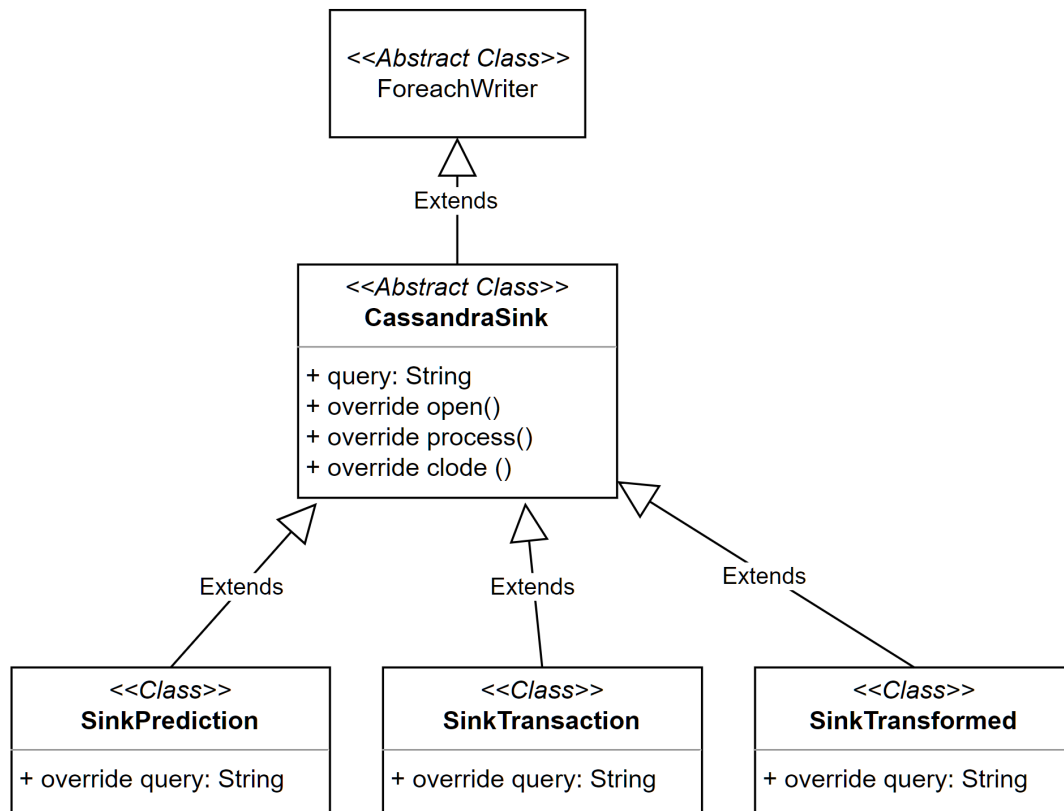 <<Abstract Class>>
ForeachWriter
Extends
<<Abstract Class>>
CassandraSink
+ query: String
+ override open()
+ override process()
+ override clode ()
Extends
Extends
Extends
<<Class>>
SinkPrediction
+ override query: String
<<Class>>
SinkTransaction
+ override query: String
<<Class>>
SinkTransformed
+ override query: String